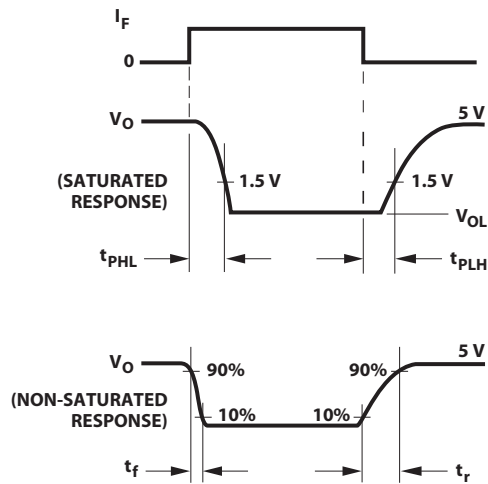 I_F
0
V_O 5 V
(SATURATED
RESPONSE)
1.5 V 1.5 V
V_OL
t_PHL t_PLH
V_O 5 V
90% 90%
(NON-SATURATED
RESPONSE)
10% 10%
t_f t_r